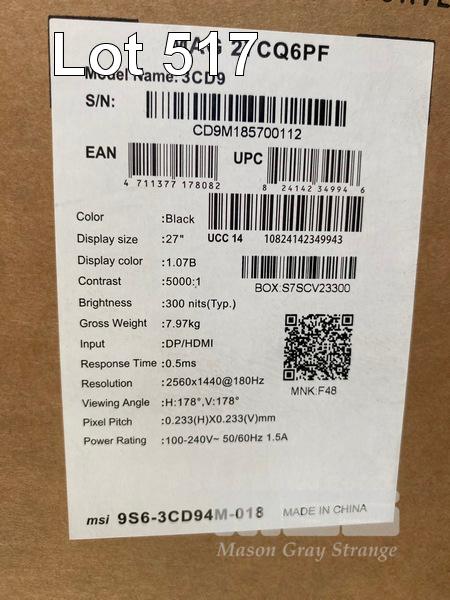 Lot 517
MAG 27CQ6PF
Model Name: 3CD9
S/N:
CD9M185700112
EAN
UPC
4 711377 178082
8 24142 34994 6
Color :Black
Display size :27"
UCC 14 10824142349943
Display color :1.07B
Contrast :5000:1
BOX:S7SCV23300
Brightness :300 nits(Typ.)
Gross Weight :7.97kg
Input :DP/HDMI
Response Time :0.5ms
Resolution :2560x1440@180Hz
MNK:F48
Viewing Angle :H:178°,V:178°
Pixel Pitch :0.233(H)X0.233(V)mm
Power Rating :100-240V~ 50/60Hz 1.5A
msi 9S6-3CD94M-018 MADE IN CHINA
Mason Gray Strange